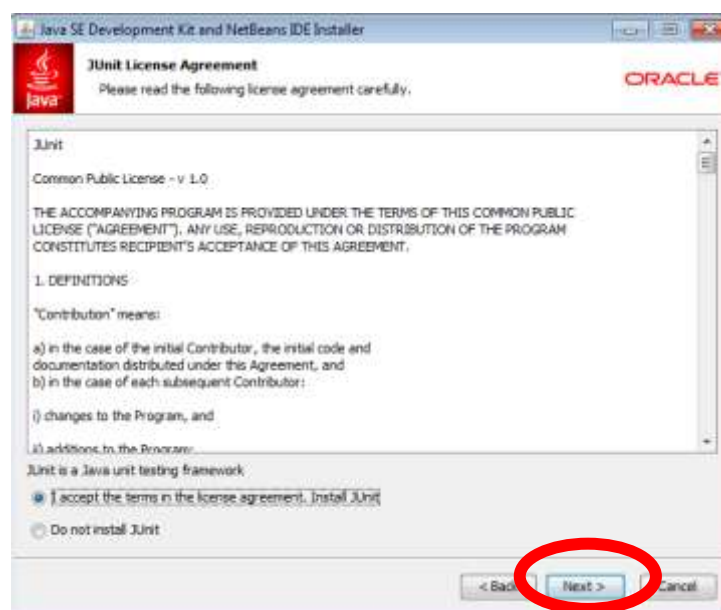 Java SE Development Kit and NetBeans IDE Installer
JUnit License Agreement
Please read the following license agreement carefully.
Java
ORACLE
JUnit
Common Public License - v 1.0
THE ACCOMPANYING PROGRAM IS PROVIDED UNDER THE TERMS OF THIS COMMON PUBLIC
LICENSE ("AGREEMENT"). ANY USE, REPRODUCTION OR DISTRIBUTION OF THE PROGRAM
CONSTITUTES RECIPIENT'S ACCEPTANCE OF THIS AGREEMENT.
1. DEFINITIONS
"Contribution" means:
a) in the case of the initial Contributor, the initial code and
documentation distributed under this Agreement, and
b) in the case of each subsequent Contributor:
i) changes to the Program, and
ii) additions to the Program;
JUnit is a Java unit testing framework
I accept the terms in the license agreement. Install JUnit
Do not install JUnit
< Back
Next >
Cancel